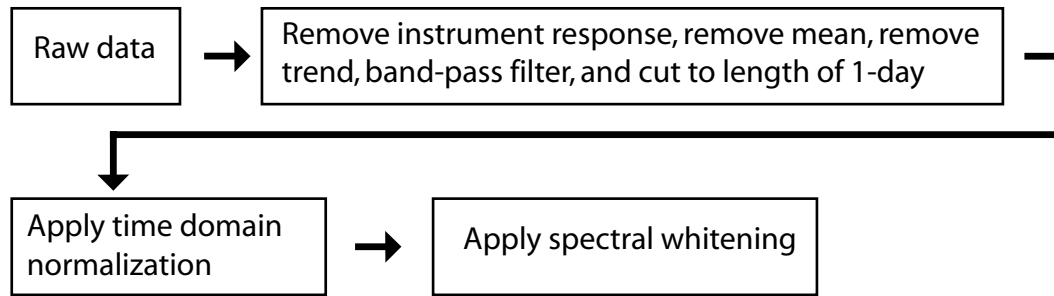 Raw data
Remove instrument response, remove mean, remove
trend, band-pass filter, and cut to length of 1-day
Apply time domain
normalization
Apply spectral whitening